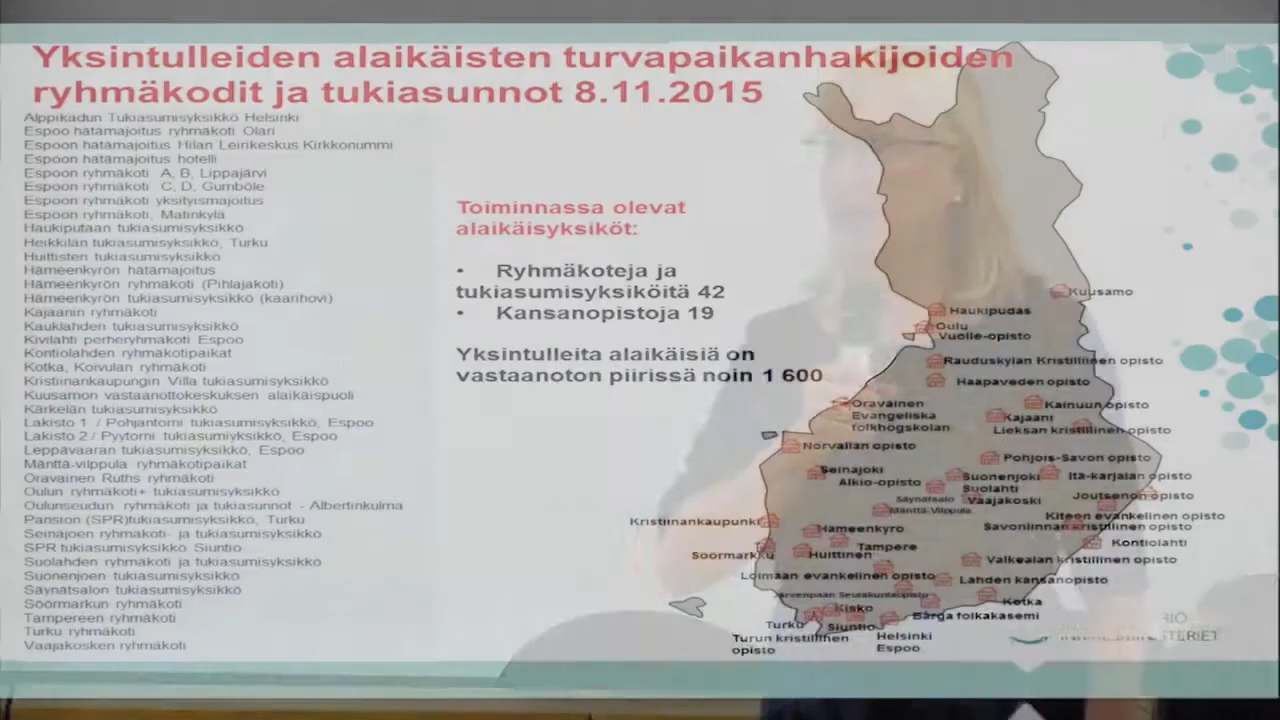 Yksintulleiden alaikäisten turvapaikanhakijoiden
ryhmäkodit ja tukiasunnot 8.11.2015
Alppikadun Tukiasumisyksikkö Helsinki
Espoo hätämajoitus ryhmäkoti Olari
Espoon hätämajoitus Hilan Leirikeskus Kirkkonummi
Espoon hätämajoitus hotelli
Espoon ryhmäkoti A, B, Lippajärvi
Espoon ryhmäkoti C, D, Gumböle
Espoon ryhmäkoti yksityismajoitus
Espoon ryhmäkoti, Matinkylä
Haukiputaan tukiasumisyksikkö
Heikkilän tukiasumisyksikkö, Turku
Huittisten tukiasumisyksikkö
Hämeenkyrön hätämajoitus
Hämeenkyrön ryhmäkoti (Pihlajakoti)
Hämeenkyrön tukiasumisyksikkö (kaarihovi)
Kajaanin ryhmäkoti
Kauklahden tukiasumisyksikkö
Kivilahti perheryhmäkoti Espoo
Kontiolahden ryhmäkotipaikat
Kotka, Koivulan ryhmäkoti
Kristiinankaupungin Villa tukiasumisyksikkö
Kuusamon vastaanottokeskuksen alaikäispuoli
Kärkelän tukiasumisyksikkö
Lakisto 1 / Pohjantorni tukiasumisyksikkö, Espoo
Lakisto 2 / Pyytorni tukiasumiyksikkö, Espoo
Leppävaaran tukiasumisyksikkö, Espoo
Mänttä-vilppula ryhmäkotipaikat
Oravainen Ruths ryhmäkoti
Oulun ryhmäkoti+ tukiasumisyksikkö
Oulunseudun ryhmäkoti ja tukiasunnot - Albertinkulma
Pansion (SPR)tukiasumisyksikkö, Turku
Seinäjoen ryhmäkoti- ja tukiasumisyksikkö
SPR tukiasumisyksikkö Siuntio
Suolahden ryhmäkoti ja tukiasumisyksikkö
Suonenjoen tukiasumisyksikkö
Säynätsalon tukiasumisyksikkö
Söörmarkun ryhmäkoti
Tampereen ryhmäkoti
Turku ryhmäkoti
Vaajakosken ryhmäkoti
Toiminnassa olevat
alaikäisyksiköt:
• Ryhmäkoteja ja
tukiasumisyksiköitä 42
• Kansanopistoja 19
Yksintulleita alaikäisiä on
vastaanoton piirissä noin 1 600
Kuusamo
Haukipudas
Oulu
Vuolle-opisto
Rauduskylän Kristillinen opisto
Haapaveden opisto
Oravainen
Evangeliska
folkhögskolan
Kainuun opisto
Kajaani
Lieksan kristillinen opisto
Norvallan opisto
Pohjois-Savon opisto
Seinäjoki
Alkio-opisto
Suonenjoki
Itä-karjalan opisto
Suolahti
Säynätsalo
Vaajakoski
Joutsenon opisto
Mänttä-Vilppula
Kristiinankaupunki
Kiteen evankelinen opisto
Hämeenkyrö
Savonlinnan kristillinen opisto
Tampere
Kontiolahti
Söörmarkku
Huittinen
Valkealan kristillinen opisto
Loimaan evankelinen opisto
Lahden kansanopisto
Järvenpään Seurakuntaopisto
Kotka
Kisko
Borgå folkakasemi
Turku
Siuntio
Turun kristillinen
opisto
Helsinki
Espoo